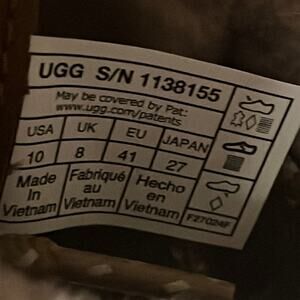 UGG S/N 1138155
May be covered by Pat:
www.ugg.com/patents
USA UK EU JAPAN
10 8 41 27
Made In Vietnam
Fabriqué au Vietnam
Hecho en Vietnam
F27024F